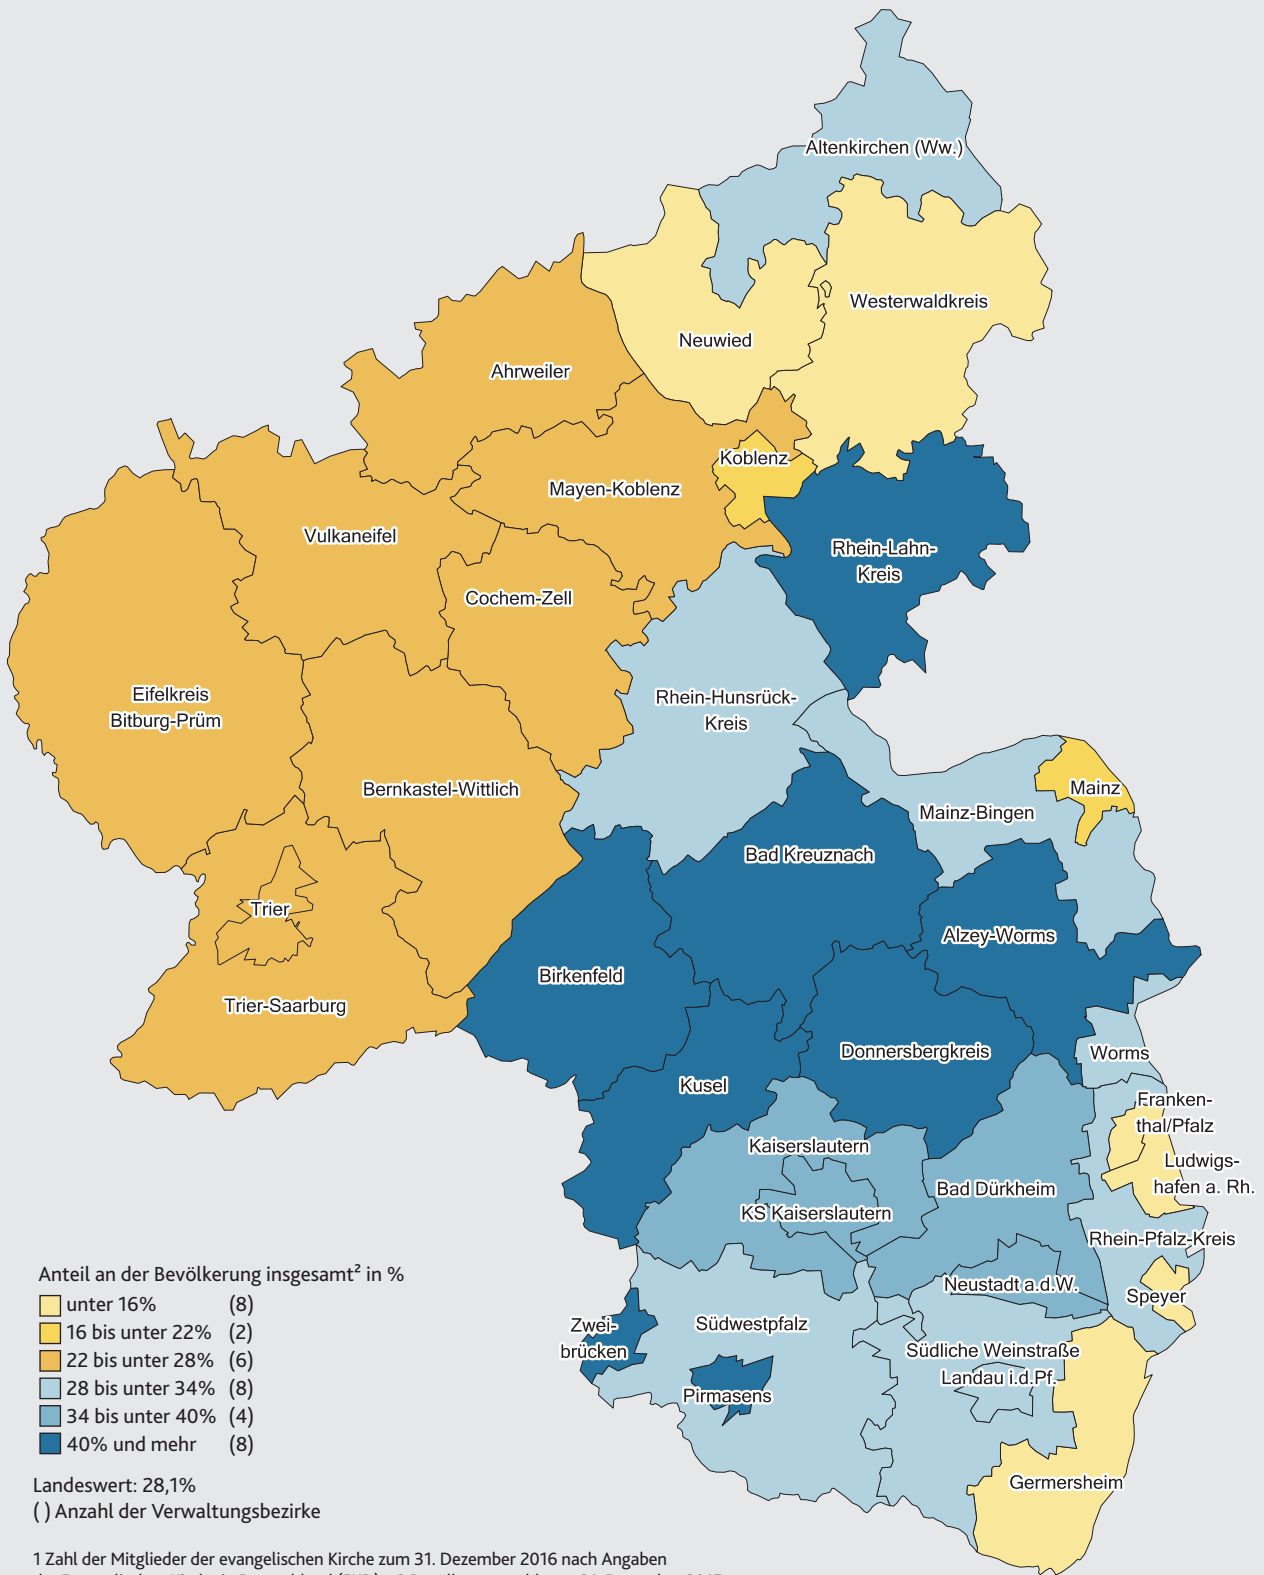 Altenkirchen (Ww.)
Westerwaldkreis
Neuwied
Ahrweiler
Koblenz
Mayen-Koblenz
Vulkaneifel
Rhein-Lahn-
Kreis
Cochem-Zell
Eifelkreis
Bitburg-Prüm
Rhein-Hunsrück-
Kreis
Bernkastel-Wittlich
Mainz
Mainz-Bingen
Bad Kreuznach
Trier
Alzey-Worms
Birkenfeld
Trier-Saarburg
Donnersbergkreis
Worms
Kusel
Franken-
thal/Pfalz
Kaiserslautern
Ludwigs-
hafen a. Rh.
Bad Dürkheim
KS Kaiserslautern
Rhein-Pfalz-Kreis
Neustadt a.d.W.
Speyer
Zwei-
brücken
Südwestpfalz
Südliche Weinstraße
Landau i.d.Pf.
Pirmasens
Germersheim
Anteil an der Bevölkerung insgesamt² in %
unter 16% (8)
16 bis unter 22% (2)
22 bis unter 28% (6)
28 bis unter 34% (8)
34 bis unter 40% (4)
40% und mehr (8)
Landeswert: 28,1%
( ) Anzahl der Verwaltungsbezirke
1 Zahl der Mitglieder der evangelischen Kirche zum 31. Dezember 2016 nach Angaben